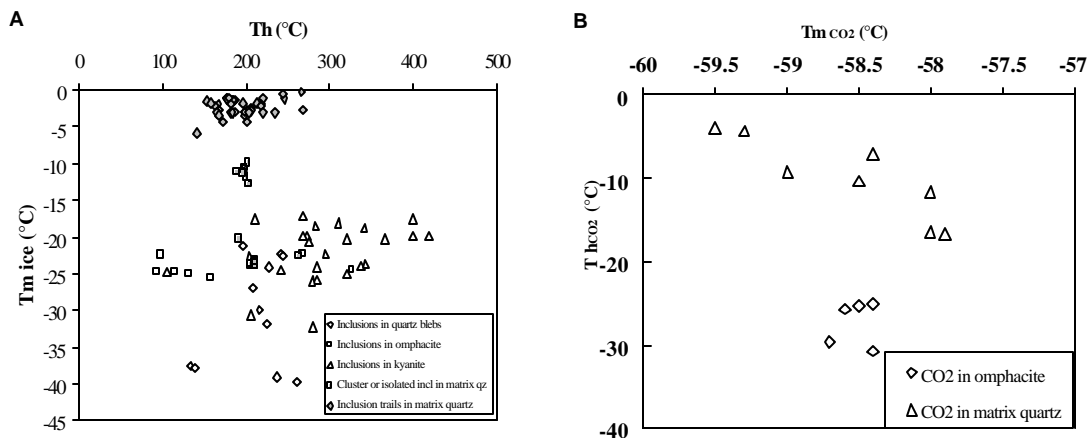 A
Th (°C)
0 100 200 300 400 500
Tm ice (°C)
0
-5
-10
-15
-20
-25
-30
-35
-40
-45
Inclusions in quartz blebs
Inclusions in omphacite
Inclusions in kyanite
Cluster or isolated incl in matrix qz
Inclusion trails in matrix quartz
B
Tm CO2 (°C)
-60 -59.5 -59 -58.5 -58 -57.5 -57
T hCO2 (°C)
0
-10
-20
-30
-40
CO2 in omphacite
CO2 in matrix quartz